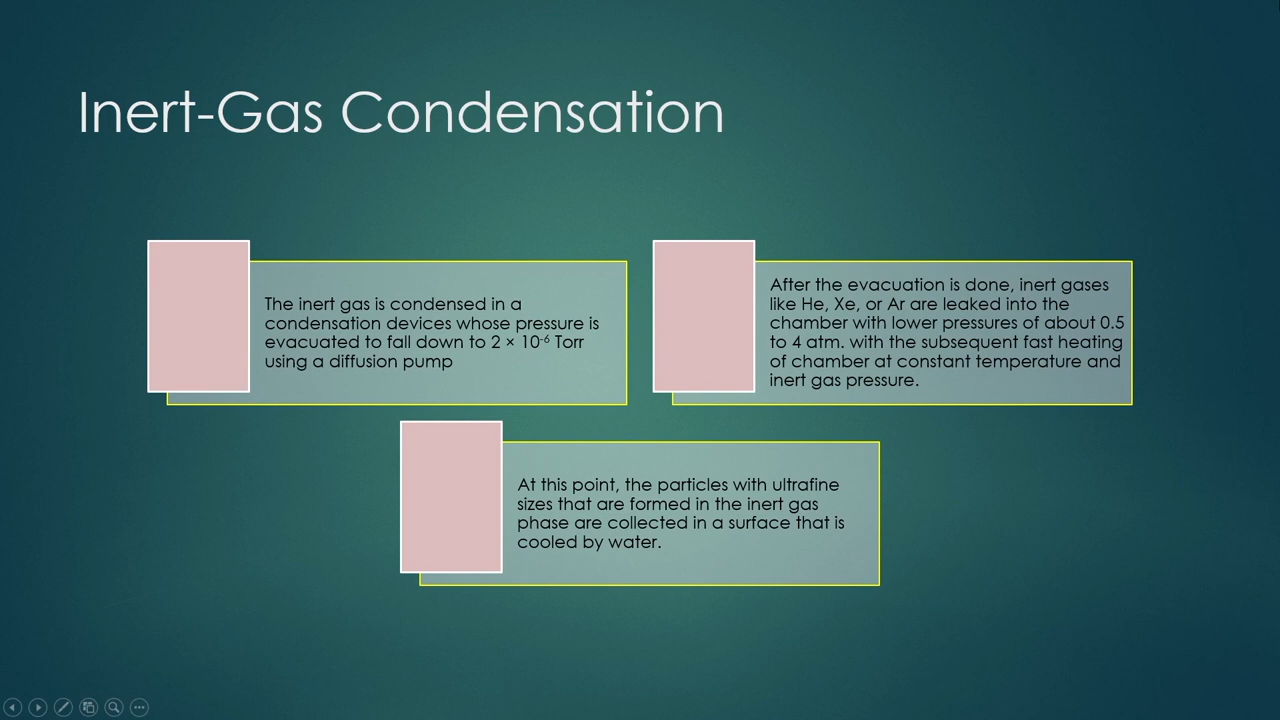 Inert-Gas Condensation
The inert gas is condensed in a
condensation devices whose pressure is
evacuated to fall down to 2 × 10⁻⁶ Torr
using a diffusion pump
After the evacuation is done, inert gases
like He, Xe, or Ar are leaked into the
chamber with lower pressures of about 0.5
to 4 atm. with the subsequent fast heating
of chamber at constant temperature and
inert gas pressure.
At this point, the particles with ultrafine
sizes that are formed in the inert gas
phase are collected in a surface that is
cooled by water.